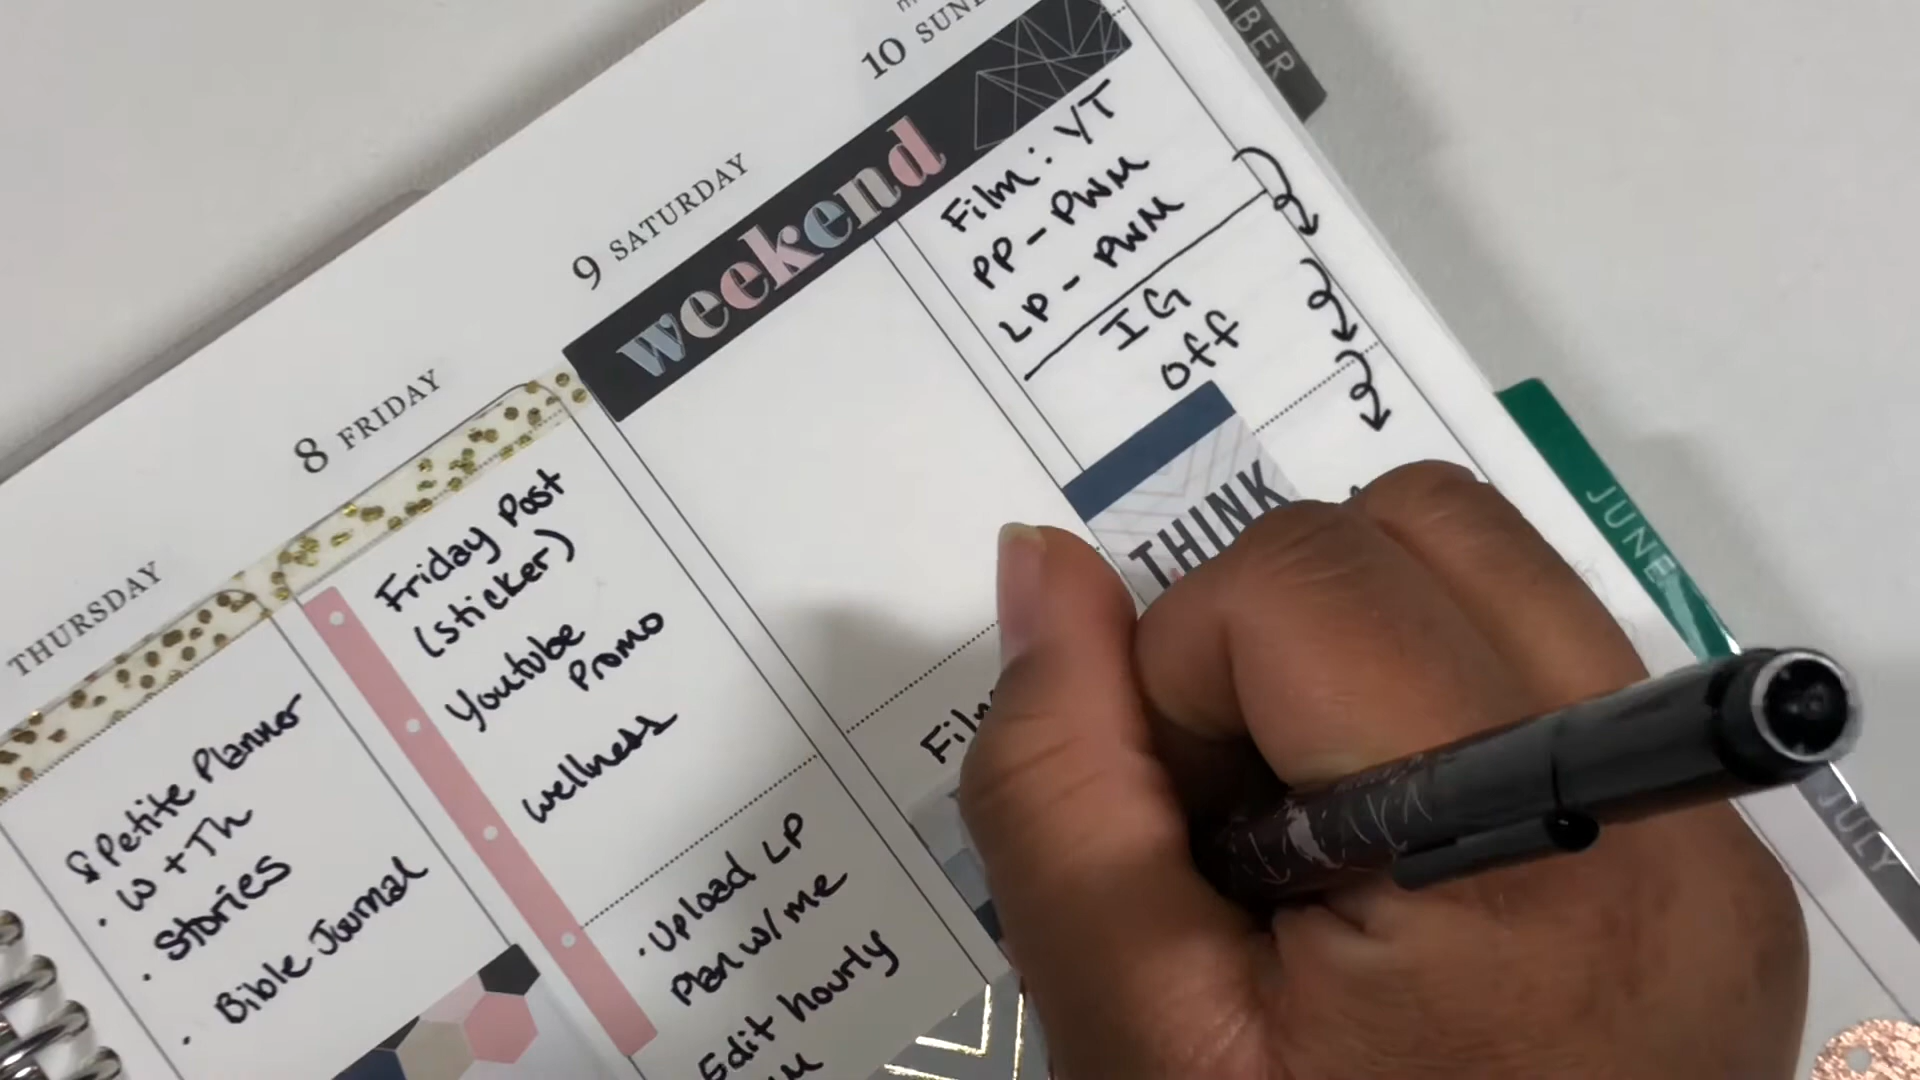 THURSDAY
Petite Planner
• W + Th
• Stories
• Bible Journal
8 FRIDAY
Friday Post
(sticker)
Youtube
Promo
Wellness
• Upload LP
Plan w/ me
Edit hourly
9 SATURDAY
weekend
10
Film: YT
PP - PWM
LP - PWM
IG
off
THINK
JUNE
JULY